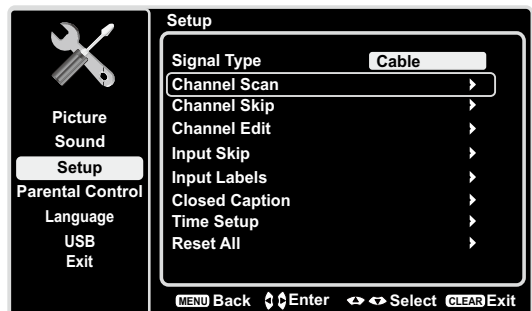 Setup
Signal Type Cable
Channel Scan
Channel Skip
Channel Edit
Input Skip
Input Labels
Closed Caption
Time Setup
Reset All
Picture
Sound
Setup
Parental Control
Language
USB
Exit
MENU Back Enter Select CLEAR Exit